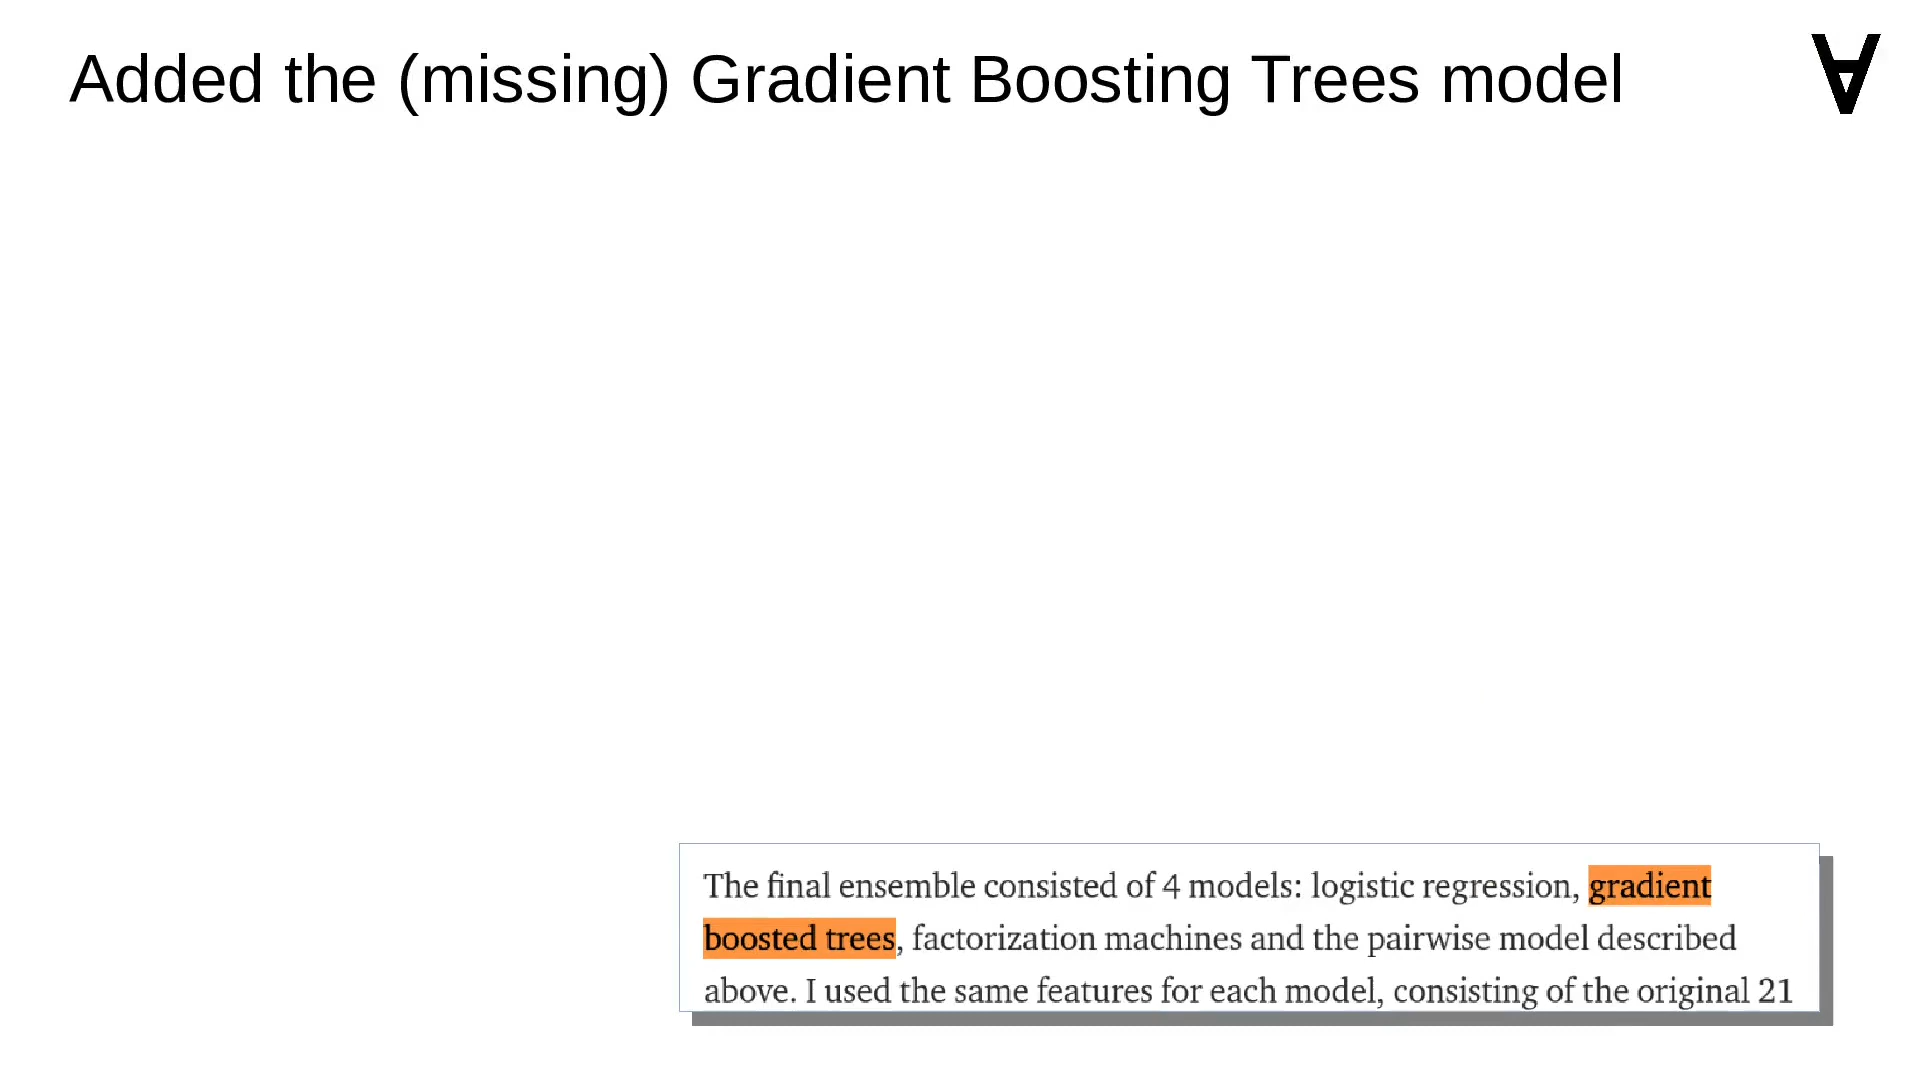 Added the (missing) Gradient Boosting Trees model
∀
The final ensemble consisted of 4 models: logistic regression, gradient
boosted trees, factorization machines and the pairwise model described
above. I used the same features for each model, consisting of the original 21